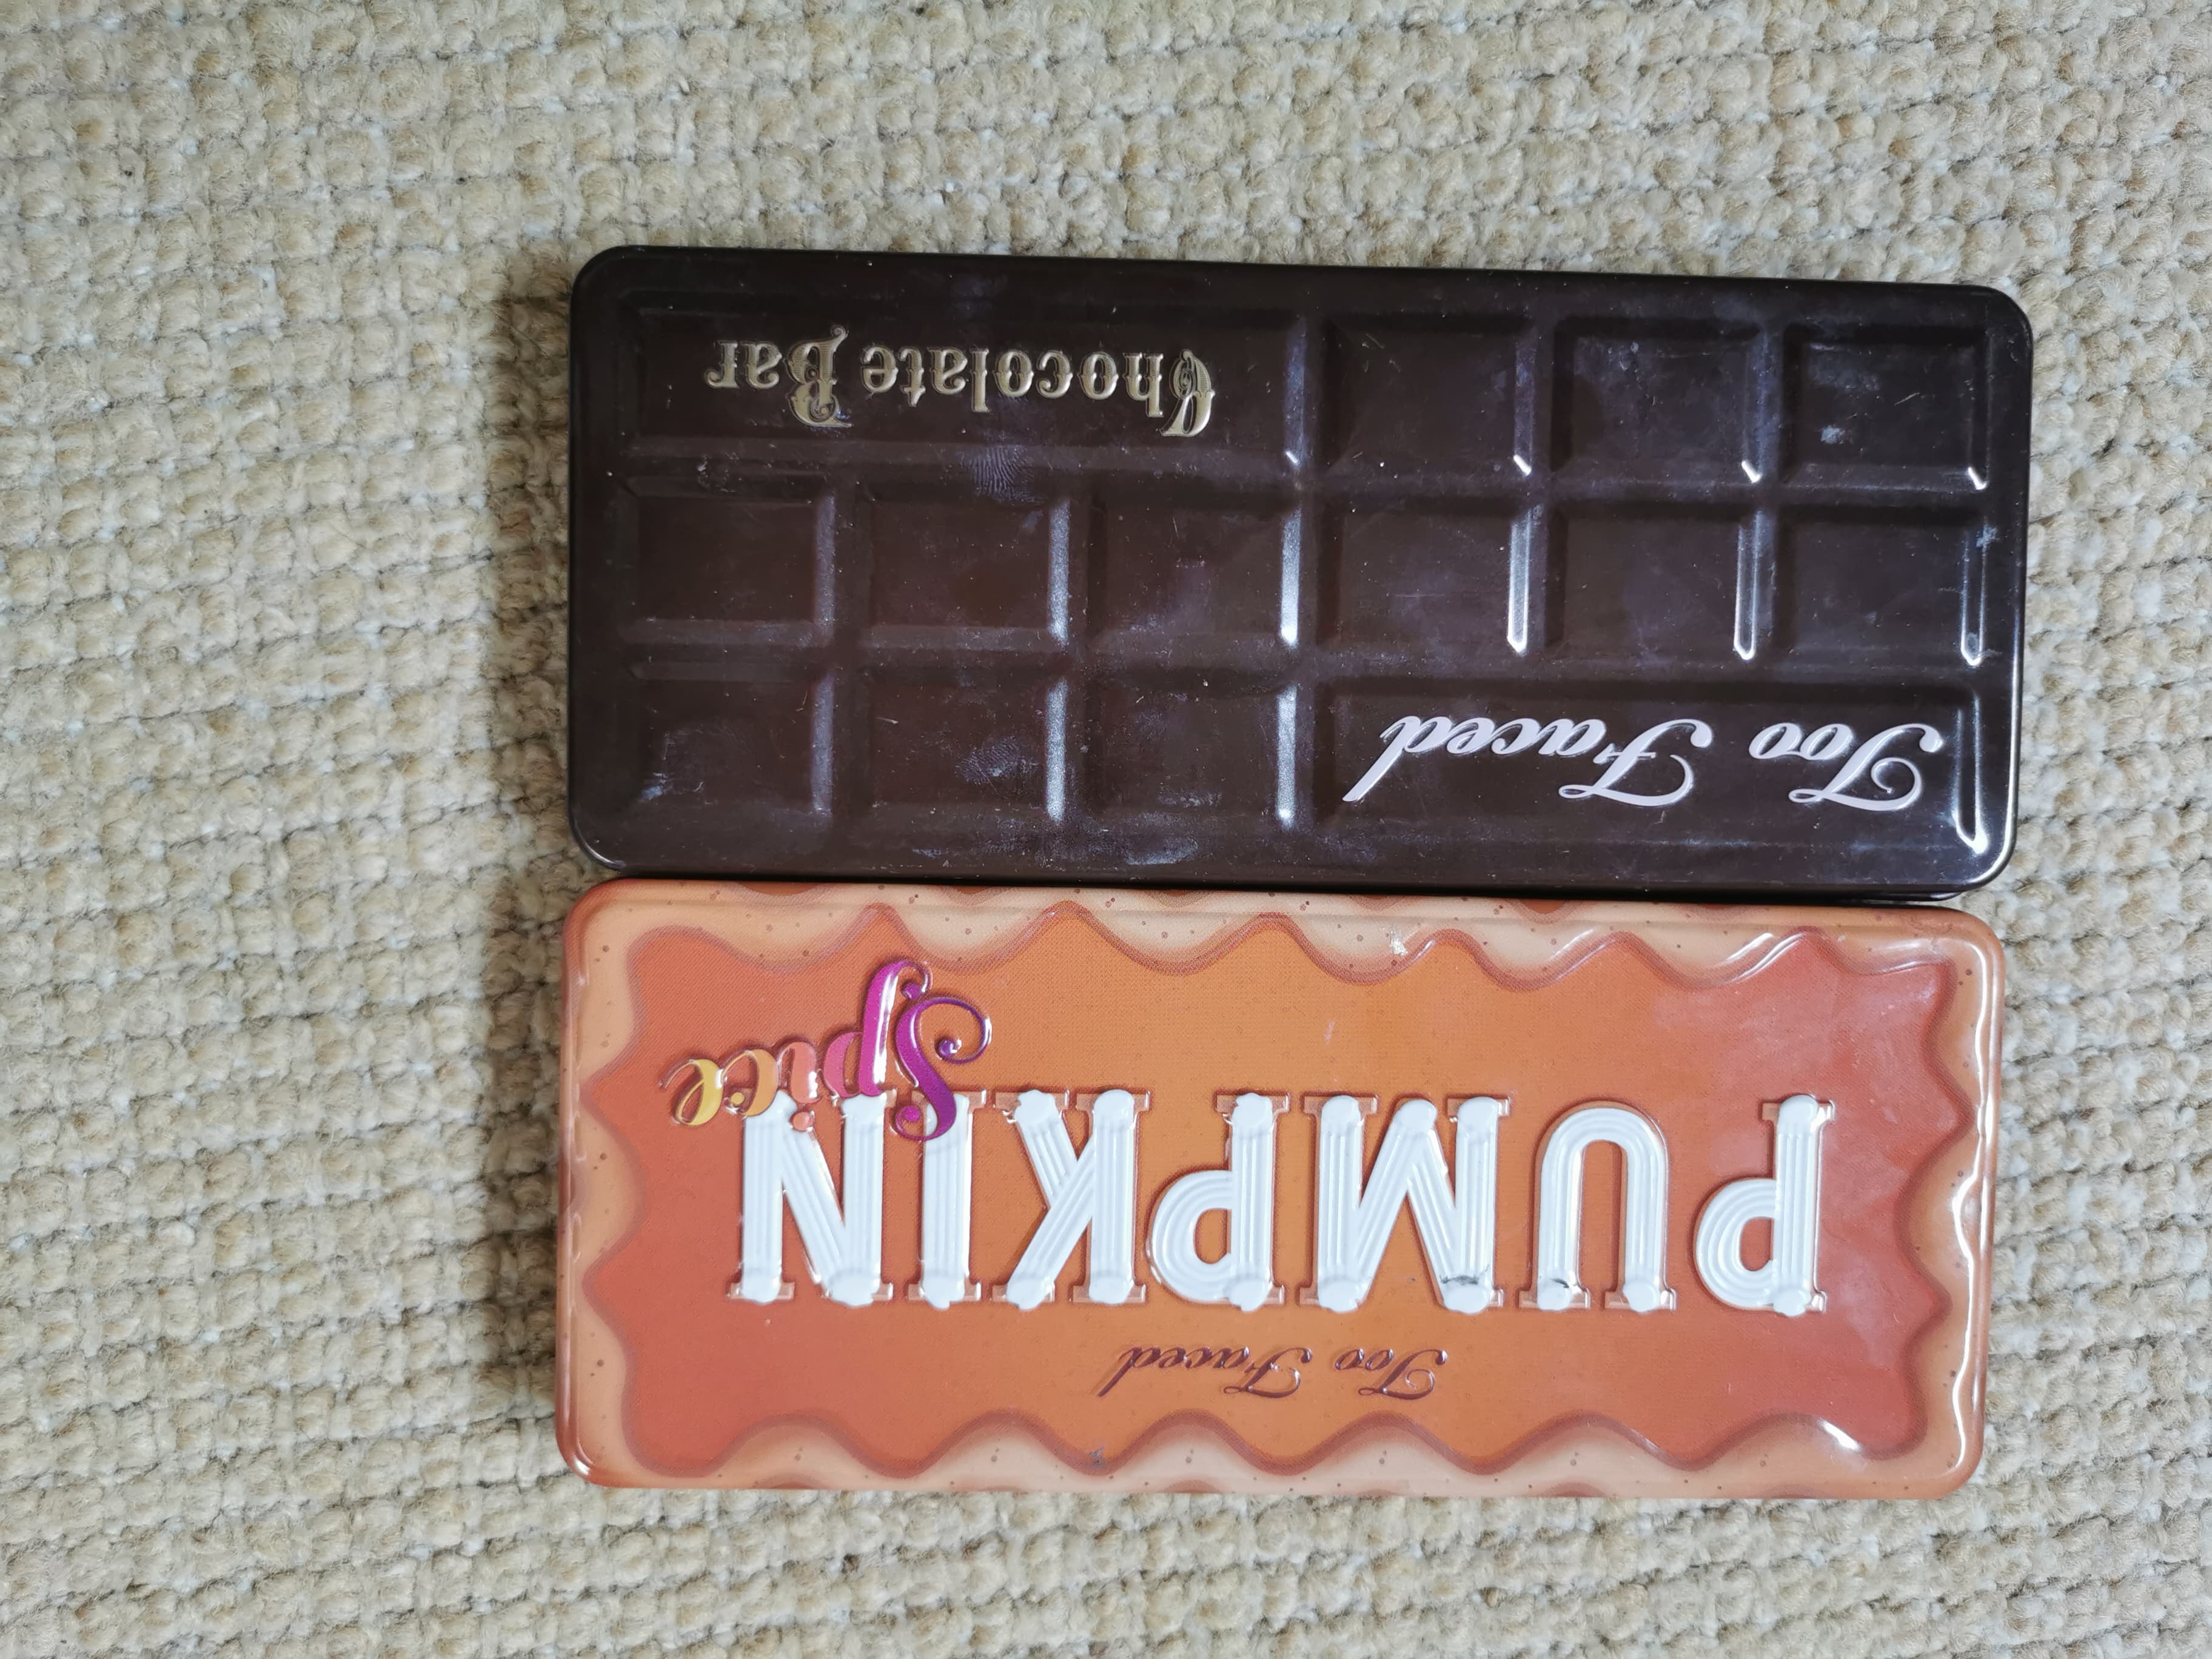 Too Faced
Chocolate Bar
Too Faced
PUMPKIN
Spice